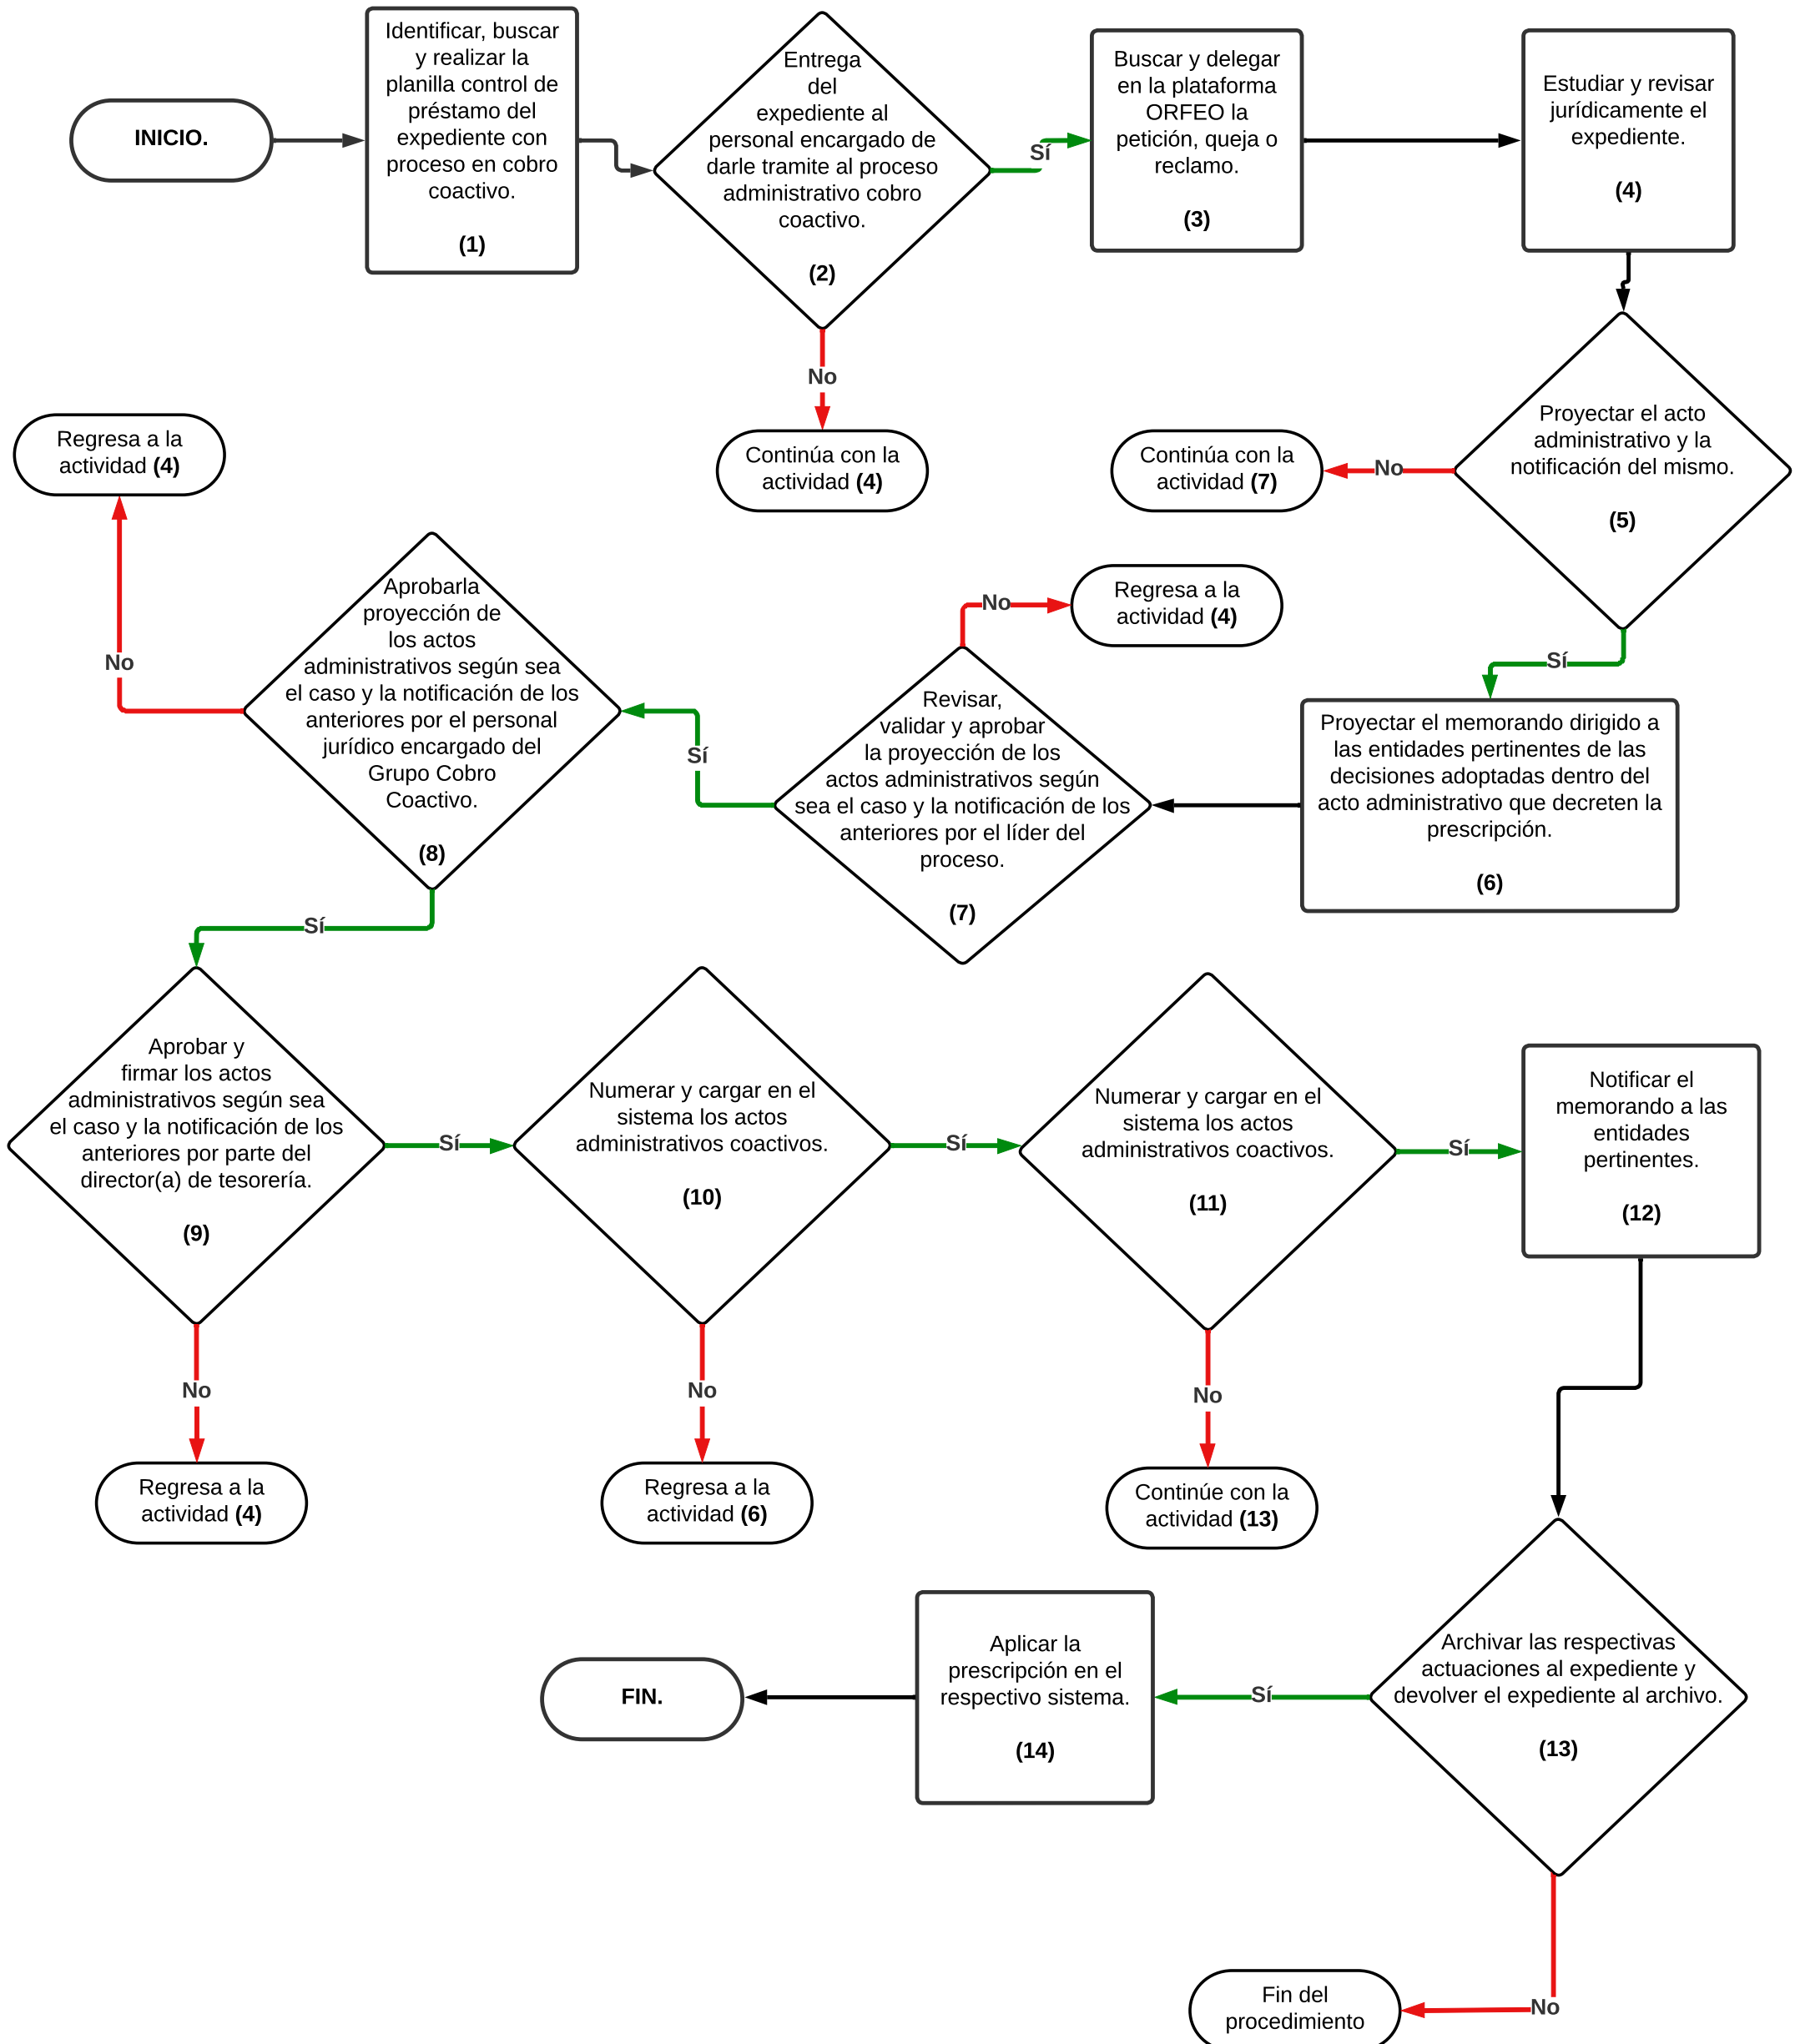 INICIO.
Identificar, buscar
y realizar la
planilla control de
préstamo del
expediente con
proceso en cobro
coactivo.
(1)
Entrega
del
expediente al
personal encargado de
darle tramite al proceso
administrativo cobro
coactivo.
(2)
Sí
No
Continúa con la
actividad (4)
Buscar y delegar
en la plataforma
ORFEO la
petición, queja o
reclamo.
(3)
Estudiar y revisar
jurídicamente el
expediente.
(4)
Proyectar el acto
administrativo y la
notificación del mismo.
(5)
No
Continúa con la
actividad (7)
Sí
Proyectar el memorando dirigido a
las entidades pertinentes de las
decisiones adoptadas dentro del
acto administrativo que decreten la
prescripción.
(6)
Revisar,
validar y aprobar
la proyección de los
actos administrativos según
sea el caso y la notificación de los
anteriores por el líder del
proceso.
(7)
No
Regresa a la
actividad (4)
Sí
Aprobarla
proyección de
los actos
administrativos según sea
el caso y la notificación de los
anteriores por el personal
jurídico encargado del
Grupo Cobro
Coactivo.
(8)
No
Regresa a la
actividad (4)
Sí
Aprobar y
firmar los actos
administrativos según sea
el caso y la notificación de los
anteriores por parte del
director(a) de tesorería.
(9)
No
Regresa a la
actividad (4)
Sí
Numerar y cargar en el
sistema los actos
administrativos coactivos.
(10)
No
Regresa a la
actividad (6)
Sí
Numerar y cargar en el
sistema los actos
administrativos coactivos.
(11)
No
Continúe con la
actividad (13)
Sí
Notificar el
memorando a las
entidades
pertinentes.
(12)
Archivar las respectivas
actuaciones al expediente y
devolver el expediente al archivo.
(13)
No
Fin del
procedimiento
Sí
Aplicar la
prescripción en el
respectivo sistema.
(14)
FIN.